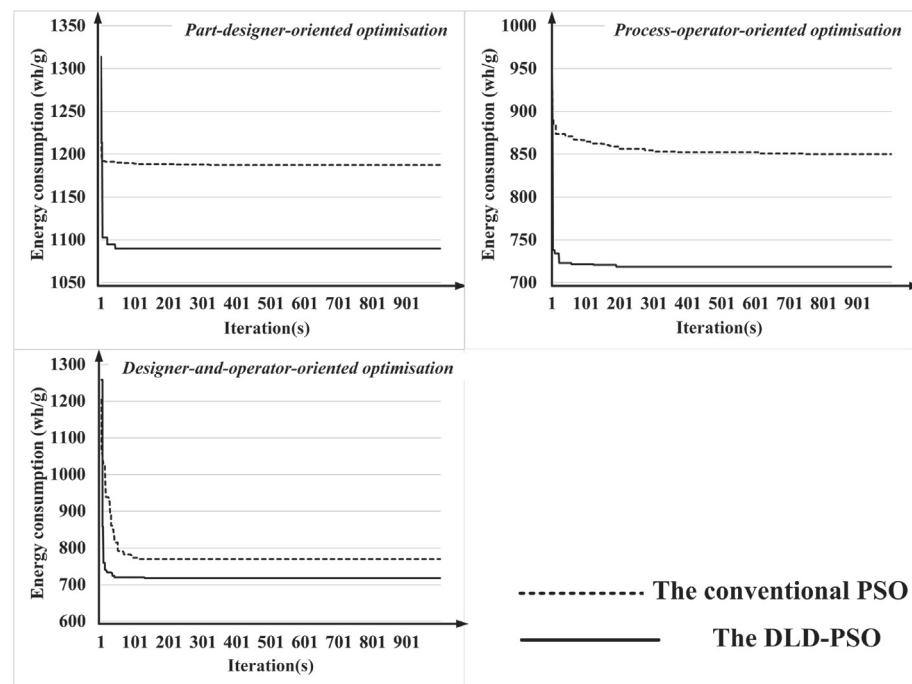 Part-designer-oriented optimisation
Energy consumption (wh/g)
1350
1300
1250
1200
1150
1100
1050
1 101 201 301 401 501 601 701 801 901
Iteration(s)
Process-operator-oriented optimisation
Energy consumption (wh/g)
1000
950
900
850
800
750
700
1 101 201 301 401 501 601 701 801 901
Iteration(s)
Designer-and-operator-oriented optimisation
Energy consumption (wh/g)
1300
1200
1100
1000
900
800
700
600
1 101 201 301 401 501 601 701 801 901
Iteration(s)
The conventional PSO
The DLD-PSO